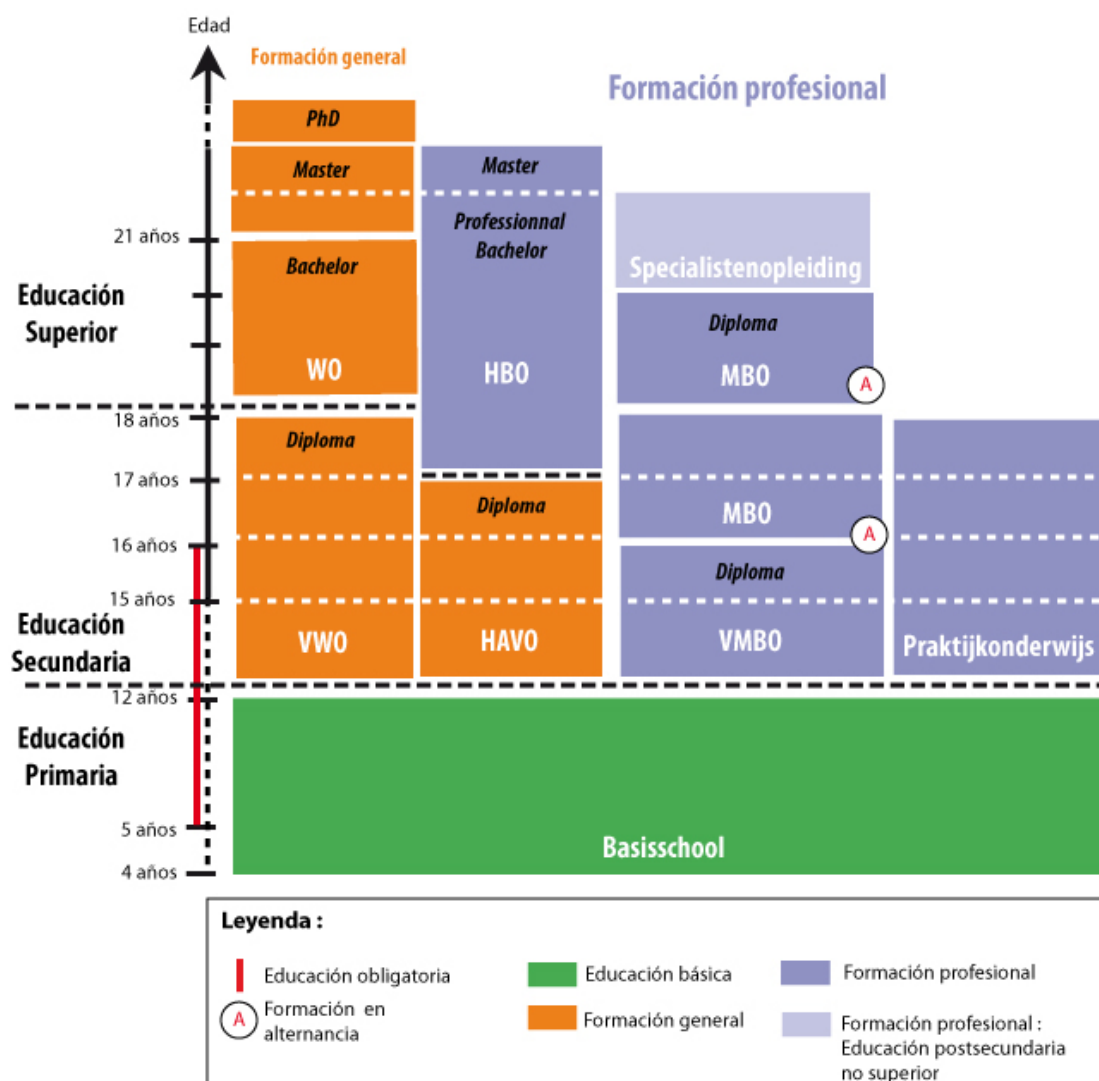 Edad
Formación general
Formación profesional
PhD
Master
Master
Professionnal
Bachelor
21 años
Bachelor
Specialistenopleiding
Educación
Superior
Diploma
WO
HBO
MBO
A
18 años
Diploma
17 años
Diploma
MBO
A
16 años
Diploma
15 años
Educación
Secundaria
VWO
HAVO
VMBO
Praktijkonderwijs
12 años
Educación
Primaria
5 años
Basisschool
4 años
Leyenda :
Educación obligatoria
Educación básica
Formación profesional
A
Formación en
alternancia
Formación general
Formación profesional :
Educación postsecundaria
no superior